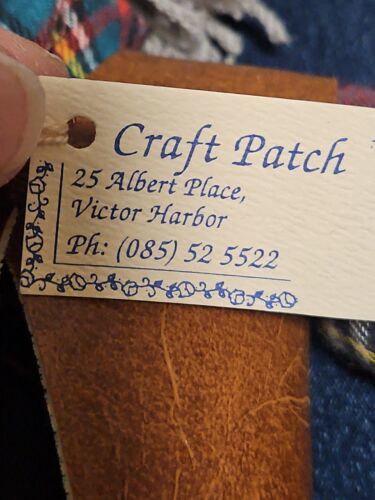 Craft Patch
25 Albert Place,
Victor Harbor
Ph: (085) 52 5522